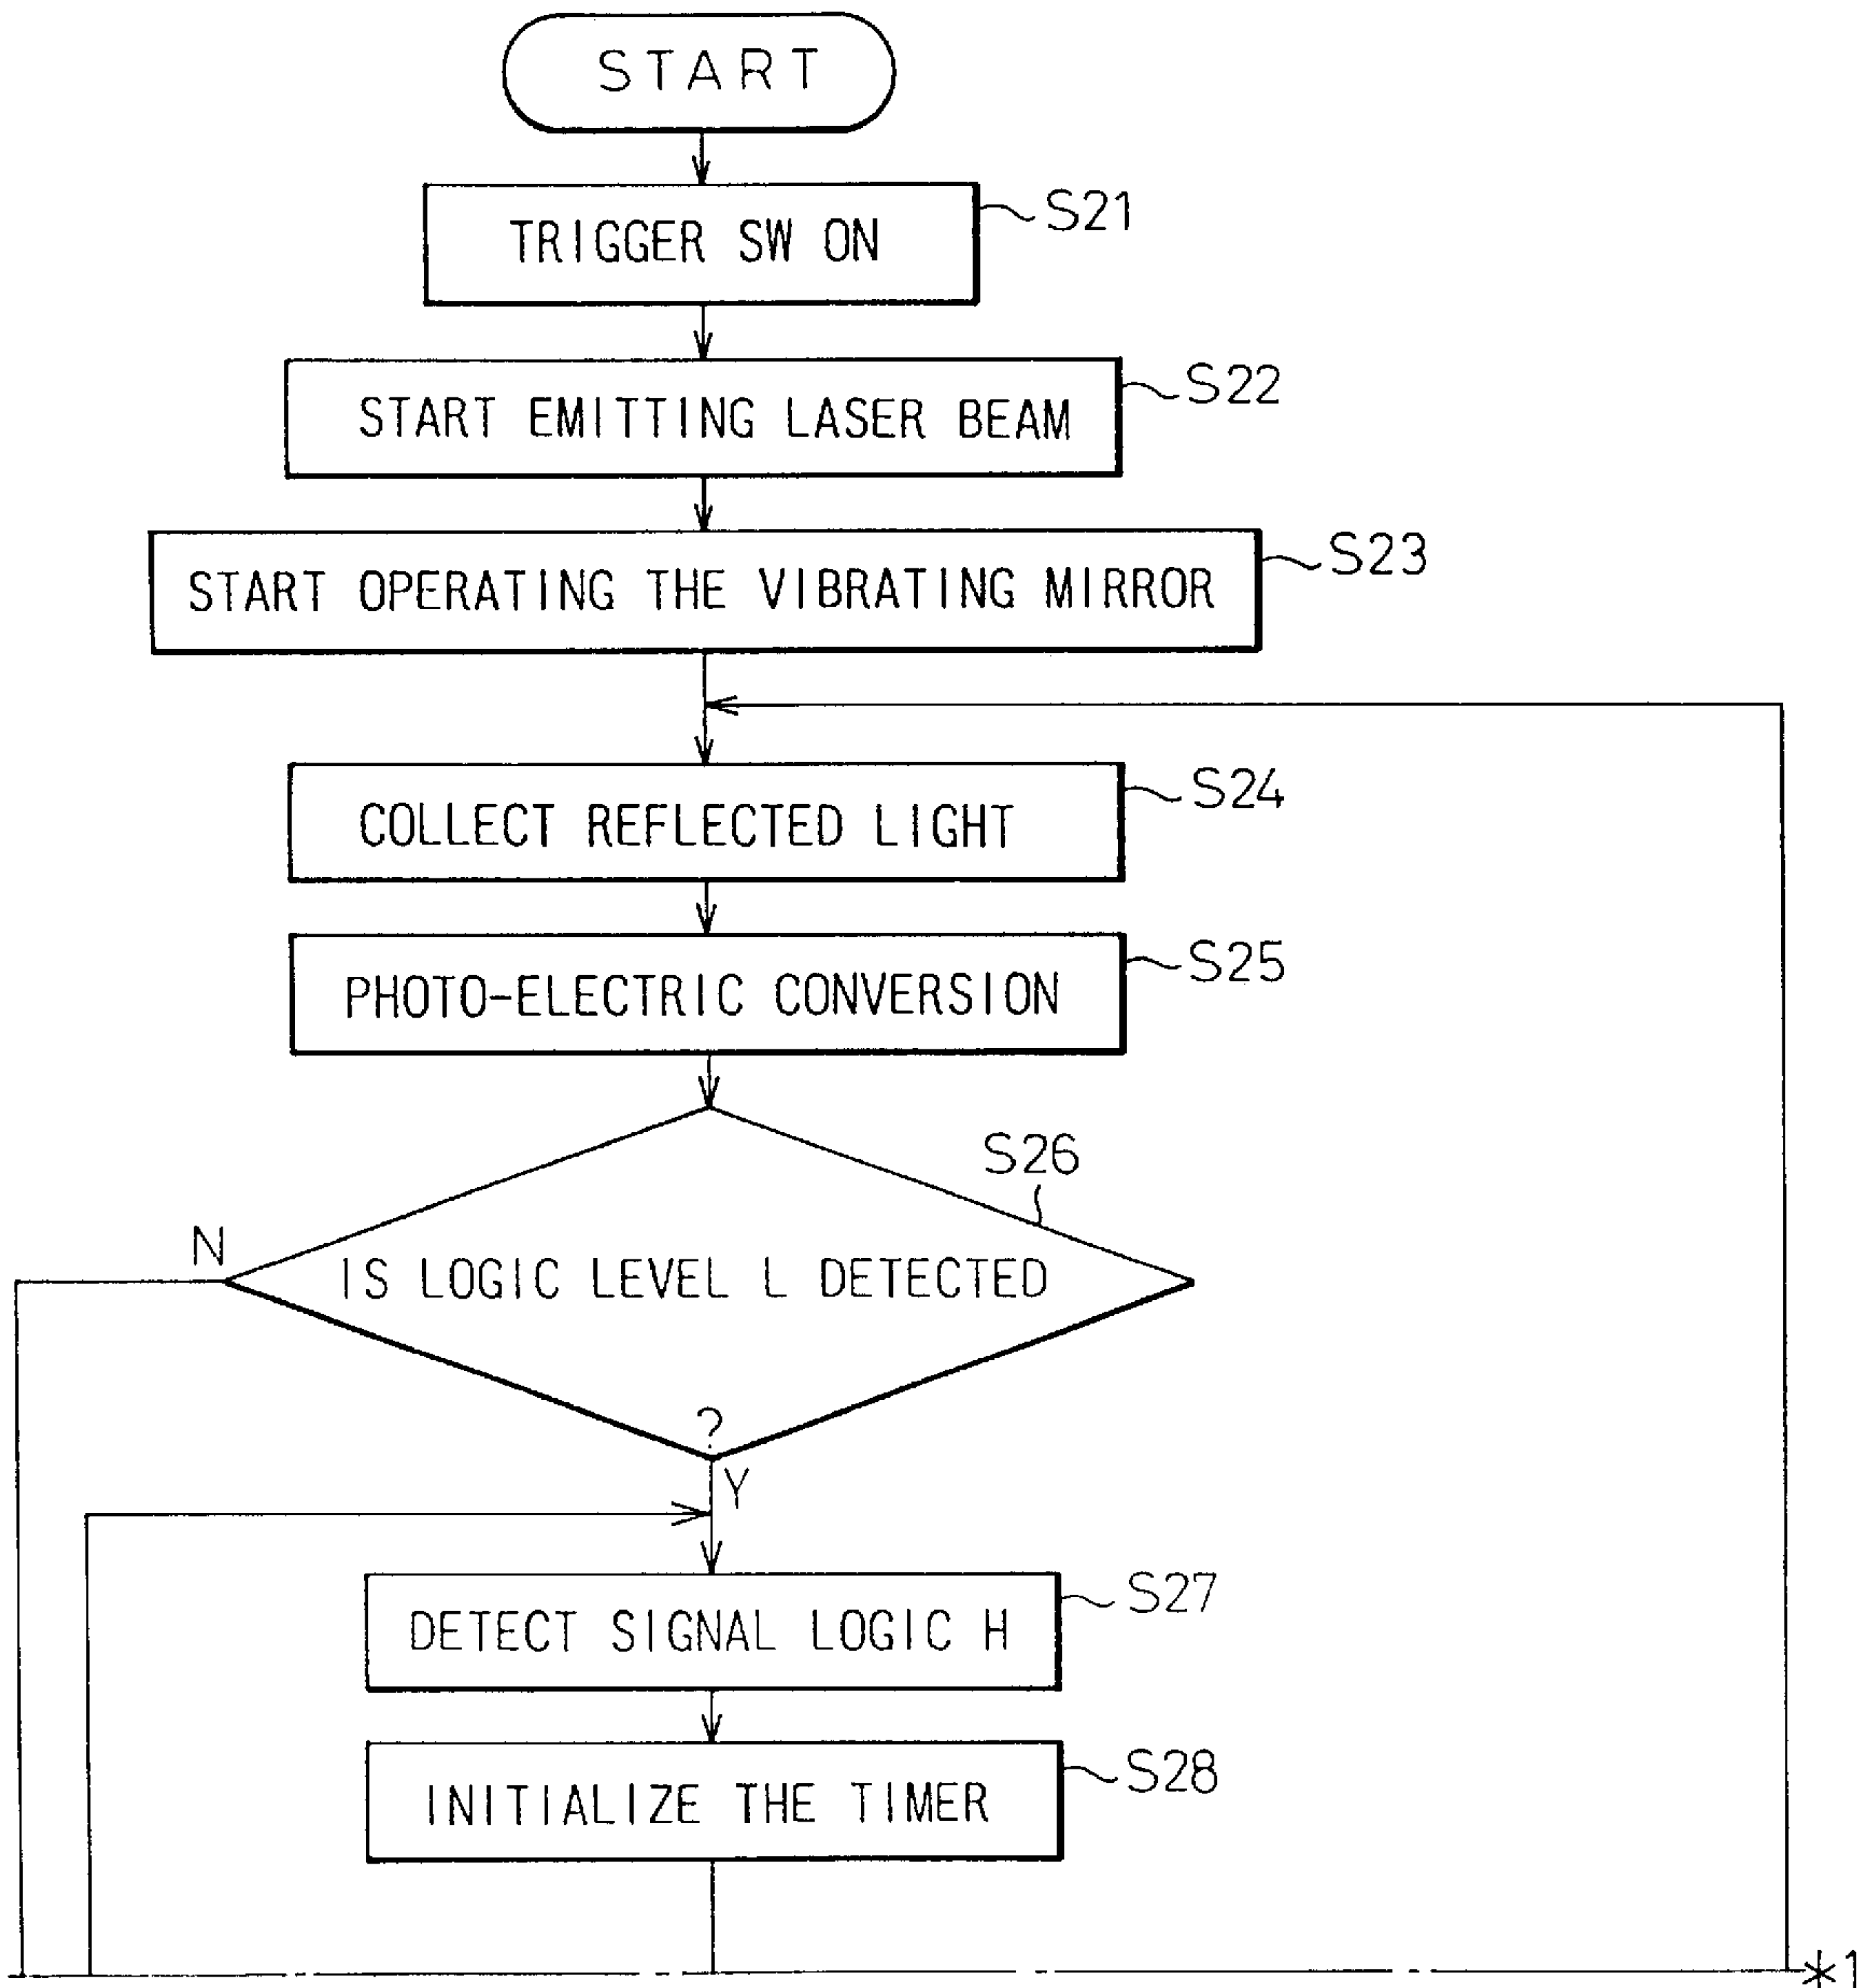 START
TRIGGER SW ON
S21
START EMITTING LASER BEAM
S22
START OPERATING THE VIBRATING MIRROR
S23
COLLECT REFLECTED LIGHT
S24
PHOTO-ELECTRIC CONVERSION
S25
S26
N
IS LOGIC LEVEL L DETECTED
?
Y
DETECT SIGNAL LOGIC H
S27
INITIALIZE THE TIMER
S28
*1